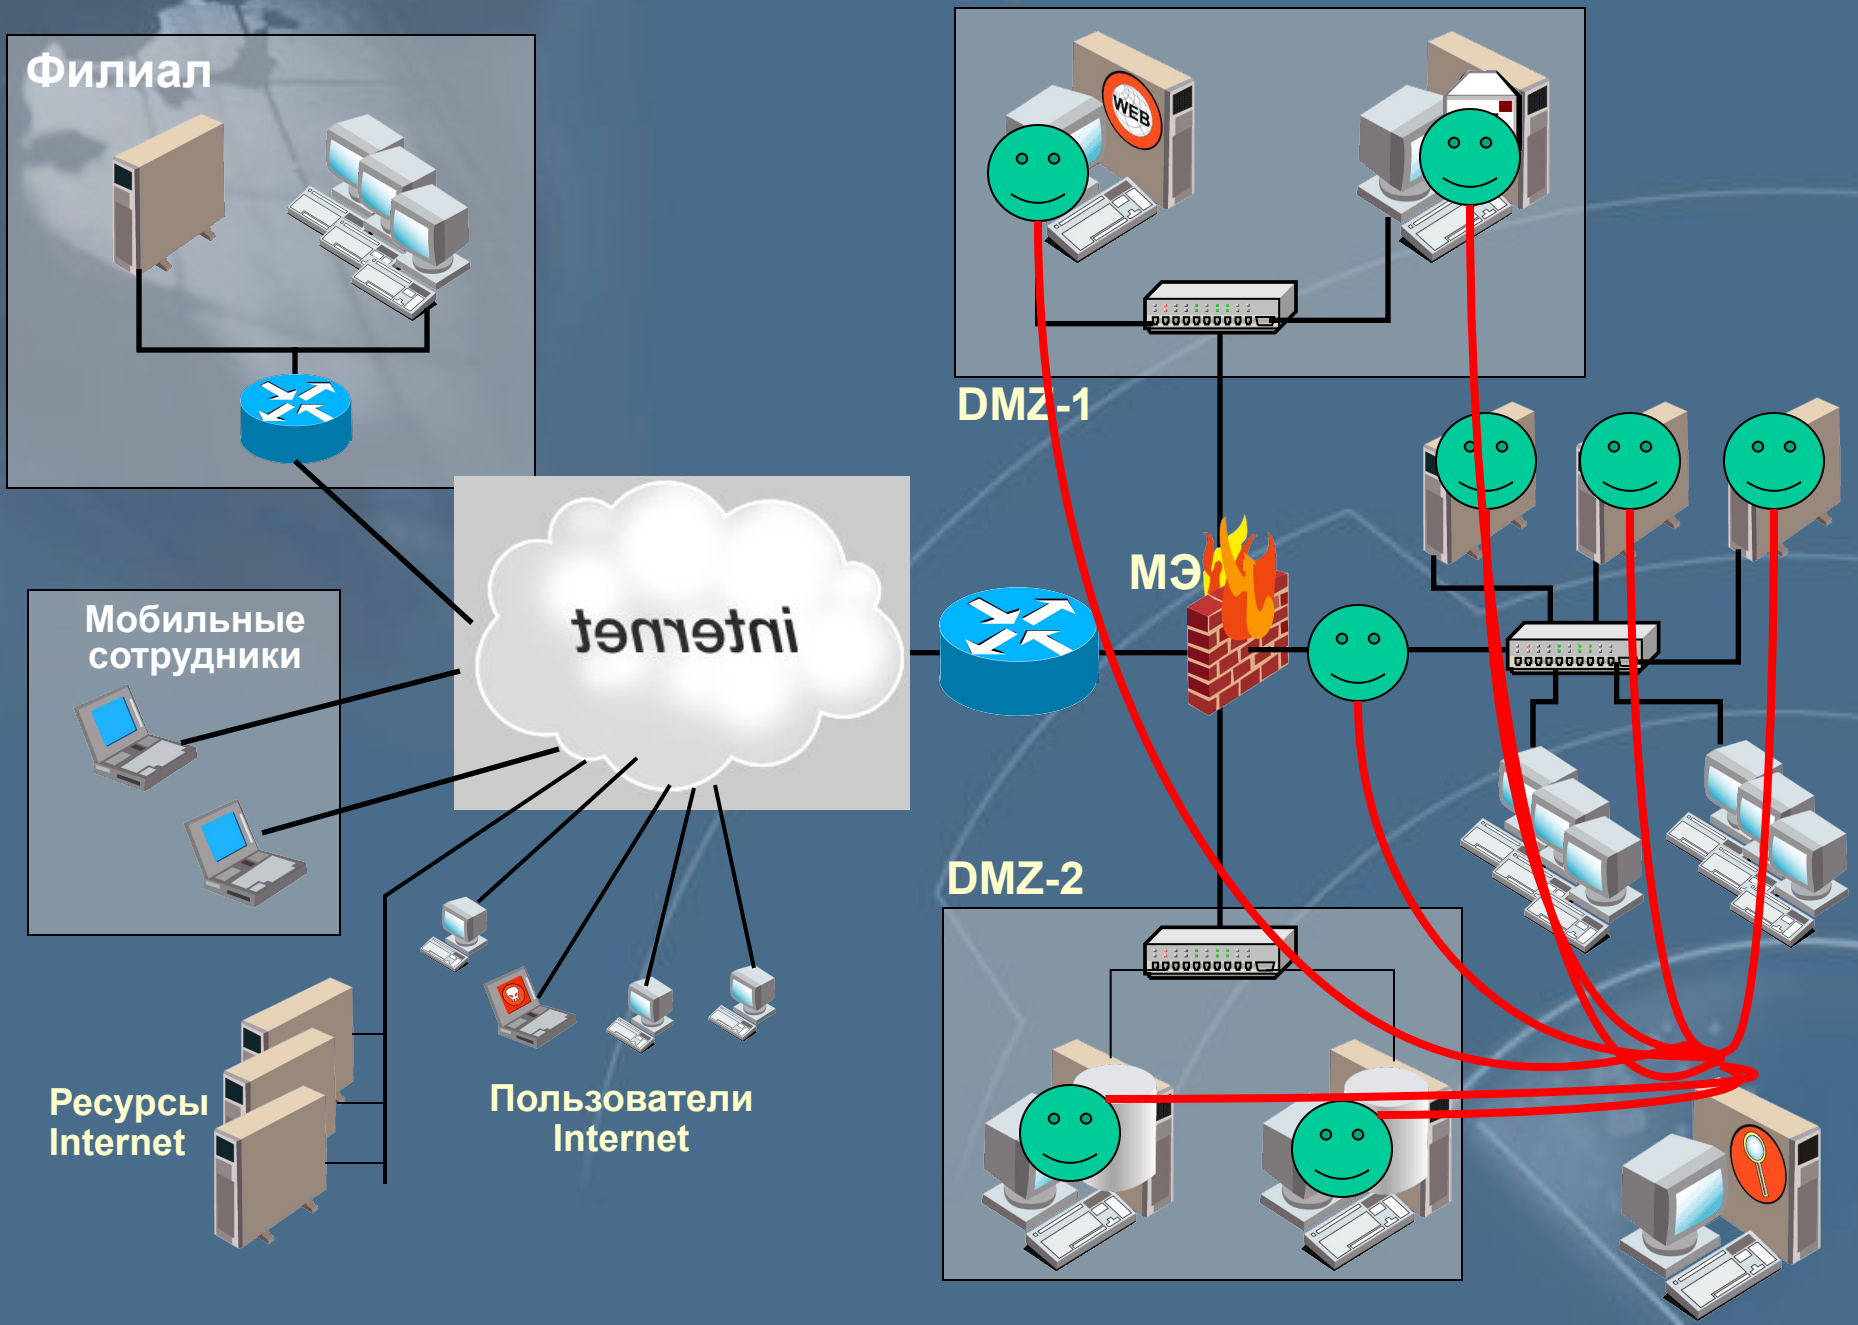 Филиал
WEB
DMZ-1
МЭ
internet
Мобильные
сотрудники
DMZ-2
Ресурсы
Internet
Пользователи
Internet